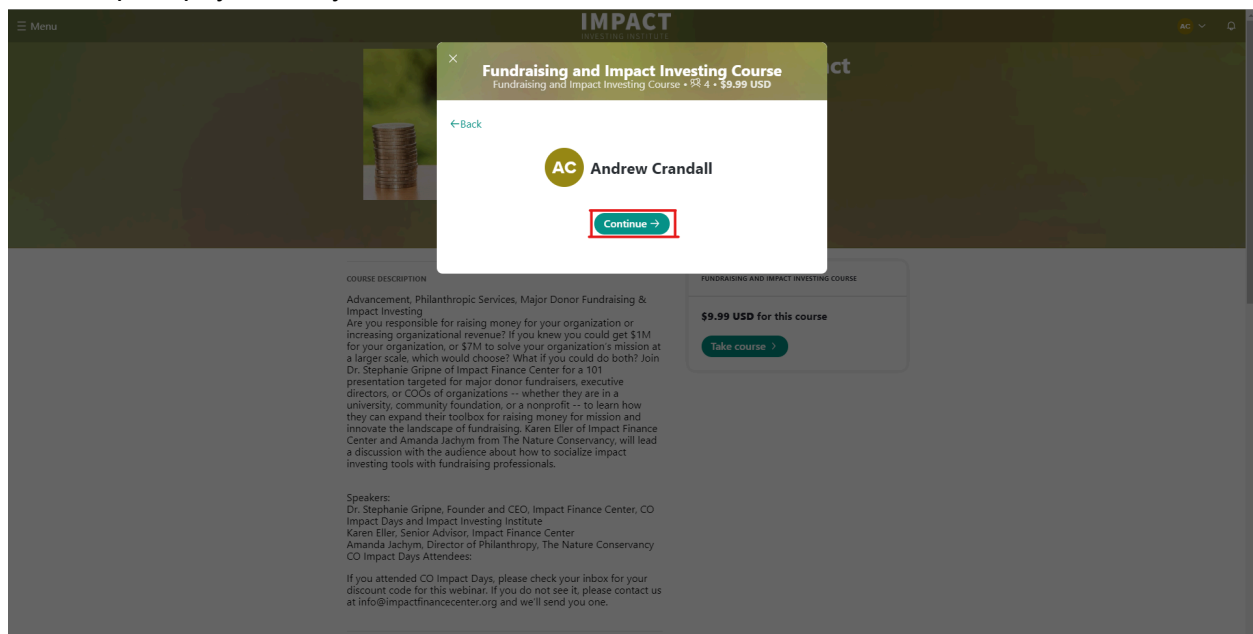 Menu
IMPACT
INVESTING INSTITUTE
AC
ct
Fundraising and Impact Investing Course
Fundraising and Impact Investing Course • 4 • $9.99 USD
←Back
AC Andrew Crandall
Continue →
COURSE DESCRIPTION
Advancement, Philanthropic Services, Major Donor Fundraising &
Impact Investing
Are you responsible for raising money for your organization or
increasing organizational revenue? If you knew you could get $1M
for your organization, or $7M to solve your organization's mission at
a larger scale, which would choose? What if you could do both? Join
Dr. Stephanie Gripne of Impact Finance Center for a 101
presentation targeted for major donor fundraisers, executive
directors, or COOs of organizations -- whether they are in a
university, community foundation, or a nonprofit -- to learn how
they can expand their toolbox for raising money for mission and
innovate the landscape of fundraising. Karen Eller of Impact Finance
Center and Amanda Jachym from The Nature Conservancy, will lead
a discussion with the audience about how to socialize impact
investing tools with fundraising professionals.
Speakers:
Dr. Stephanie Gripne, Founder and CEO, Impact Finance Center, CO
Impact Days and Impact Investing Institute
Karen Eller, Senior Advisor, Impact Finance Center
Amanda Jachym, Director of Philanthropy, The Nature Conservancy
CO Impact Days Attendees:
If you attended CO Impact Days, please check your inbox for your
discount code for this webinar. If you do not see it, please contact us
at info@impactfinancecenter.org and we'll send you one.
FUNDRAISING AND IMPACT INVESTING COURSE
$9.99 USD for this course
Take course >